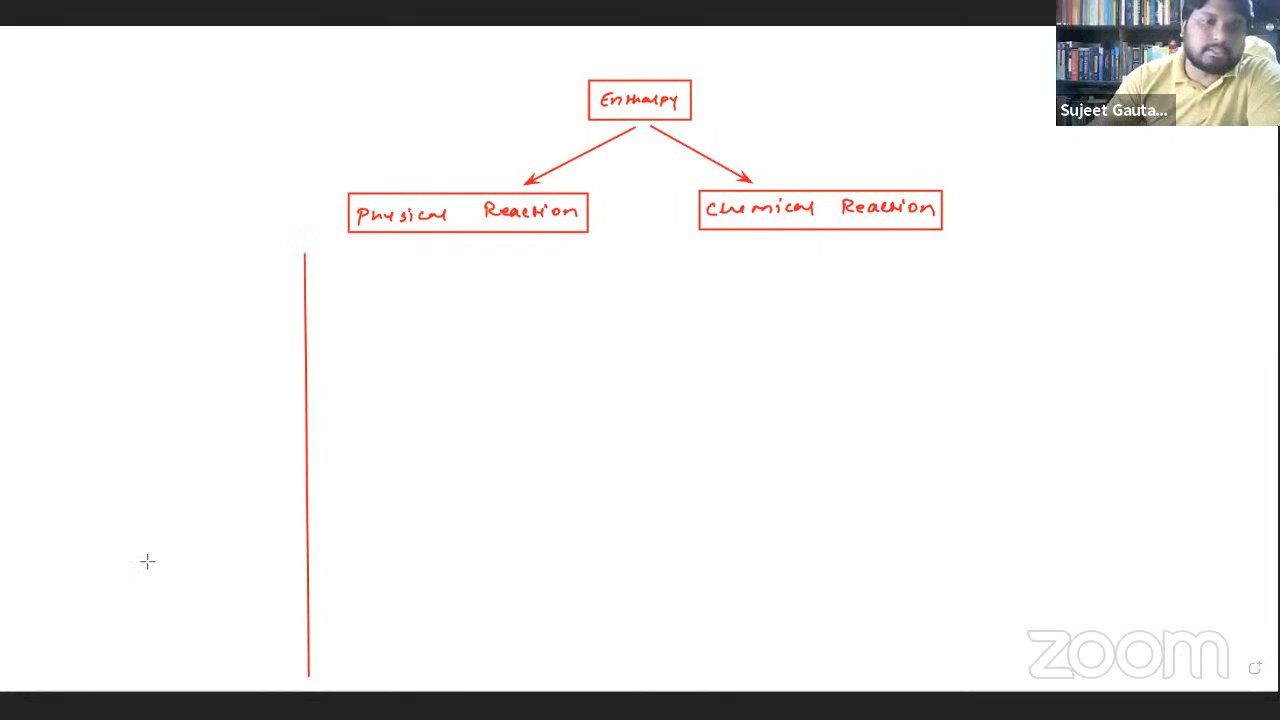 Enthalpy
Sujeet Gauta...
Physical Reaction
Chemical Reaction
zoom